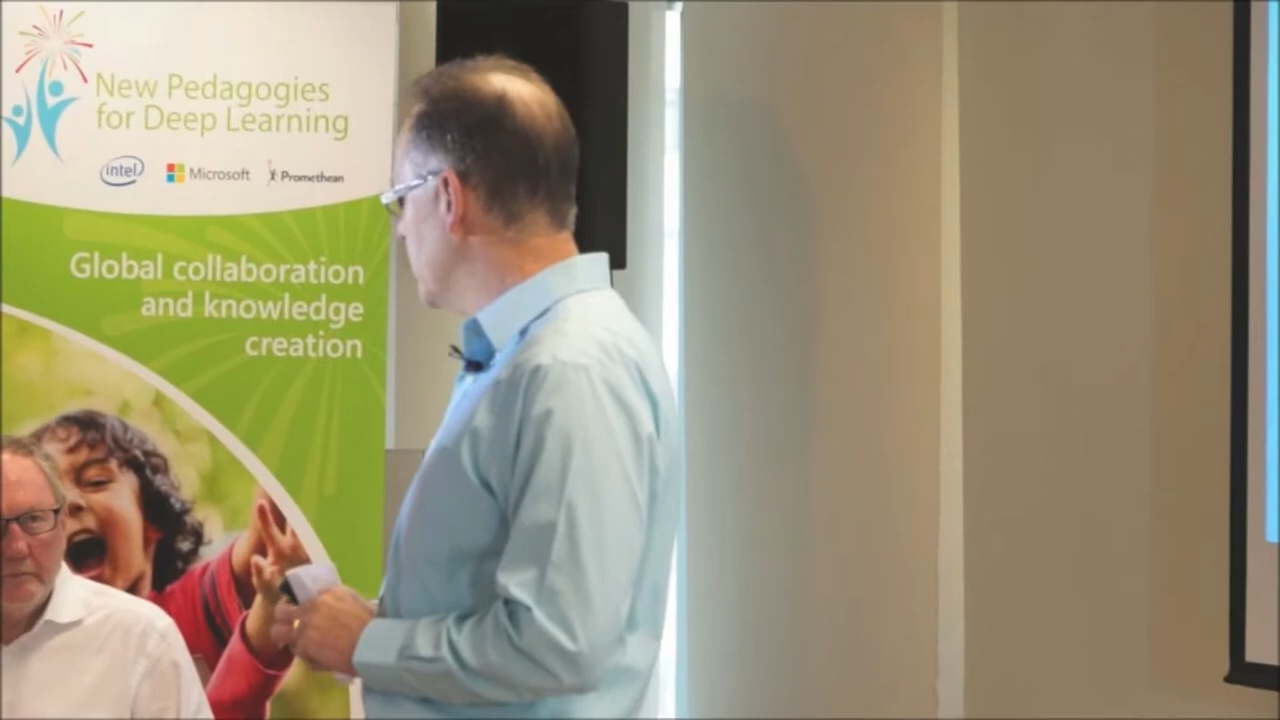 New Pedagogies
for Deep Learning
intel Microsoft Promethean
Global collaboration
and knowledge
creation